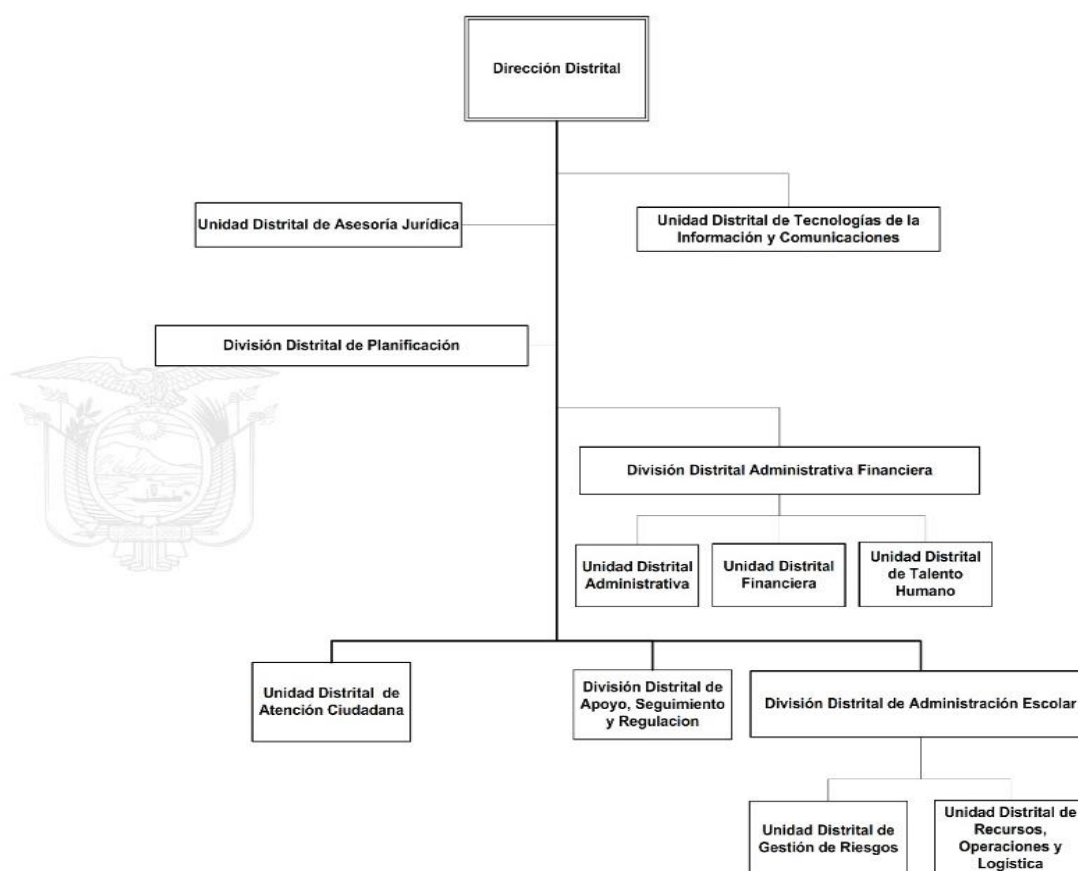 Dirección Distrital
Unidad Distrital de Asesoría Jurídica
Unidad Distrital de Tecnologías de la
Información y Comunicaciones
División Distrital de Planificación
División Distrital Administrativa Financiera
Unidad Distrital
Administrativa
Unidad Distrital
Financiera
Unidad Distrital
de Talento
Humano
Unidad Distrital de
Atención Ciudadana
División Distrital de
Apoyo, Seguimiento
y Regulacion
División Distrital de Administración Escolar
Unidad Distrital de
Gestión de Riesgos
Unidad Distrital de
Recursos,
Operaciones y
Logística